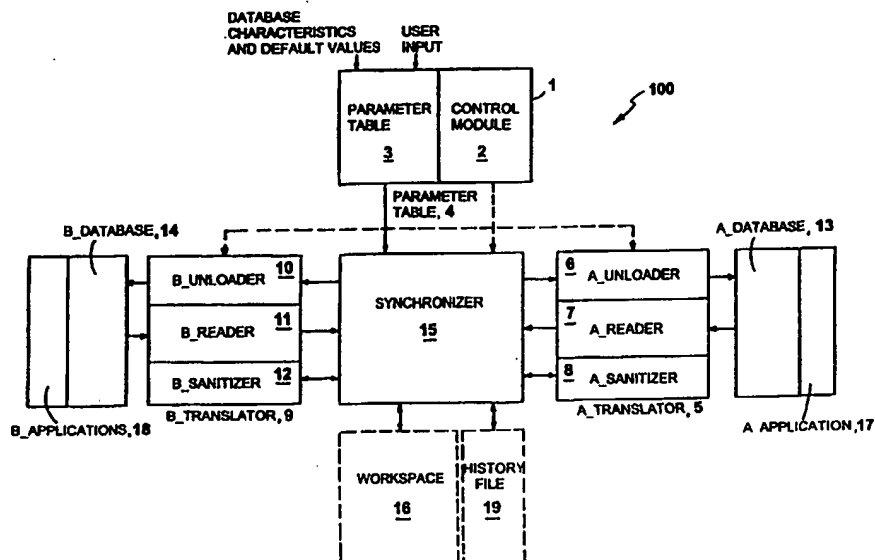 DATABASE
CHARACTERISTICS
AND DEFAULT VALUES
USER
INPUT
PARAMETER
TABLE
3
CONTROL
MODULE
2
1
100
PARAMETER
TABLE, 4
B_DATABASE, 14
A_DATABASE, 13
B_UNLOADER 10
B_READER 11
B_SANITIZER 12
SYNCHRONIZER
15
6 A_UNLOADER
7 A_READER
8 A_SANITIZER
B_TRANSLATOR, 9
A_TRANSLATOR, 5
B_APPLICATIONS, 18
A APPLICATION, 17
WORKSPACE
16
HISTORY
FILE
19